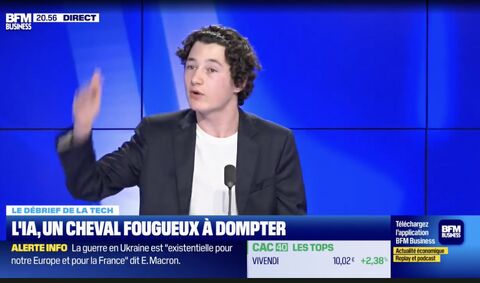 BFM
BUSINESS
20.56 DIRECT
LE DÉBRIEF DE LA TECH
L'IA, UN CHEVAL FOUGUEUX À DOMPTER
ALERTE INFO La guerre en Ukraine est "existentielle pour
notre Europe et pour la France" dit E. Macron.
CAC 40 LES TOPS
VIVENDI 10,02€ +2,38%
Téléchargez
l'application
BFM Business
Actualité économique
Replay et podcast
BFM
BUSINESS